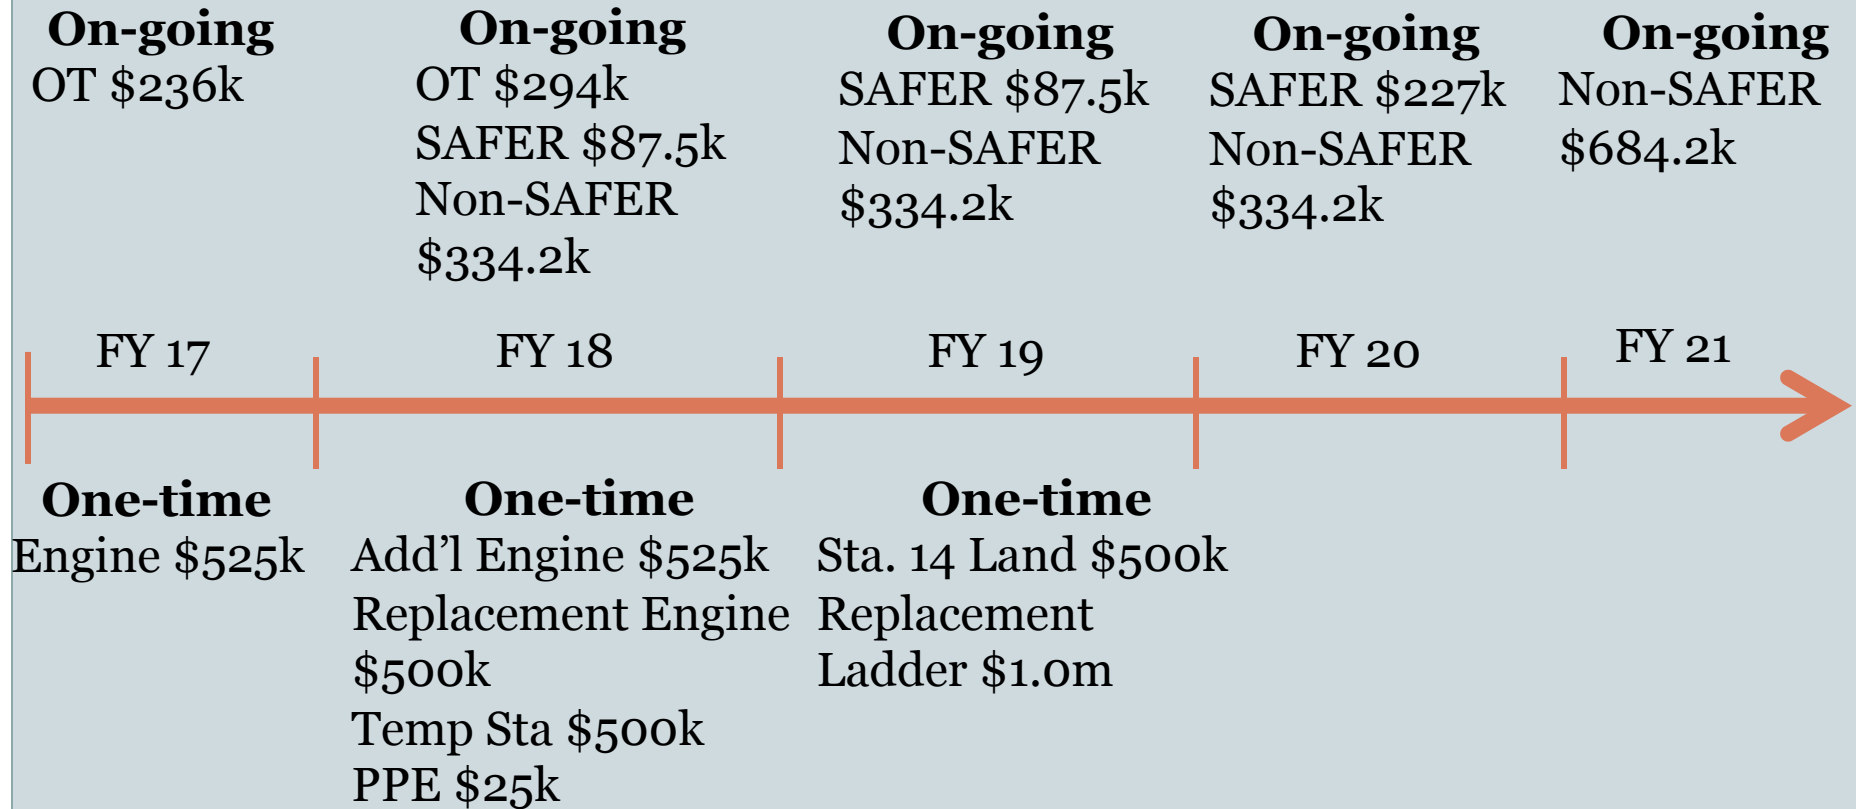 On-going
OT $236k
On-going
OT $294k
SAFER $87.5k
Non-SAFER
$334.2k
On-going
SAFER $87.5k
Non-SAFER
$334.2k
On-going
SAFER $227k
Non-SAFER
$334.2k
On-going
Non-SAFER
$684.2k
FY 17
FY 18
FY 19
FY 20
FY 21
One-time
Engine $525k
One-time
Add’l Engine $525k
Replacement Engine
$500k
Temp Sta $500k
PPE $25k
One-time
Sta. 14 Land $500k
Replacement
Ladder $1.0m